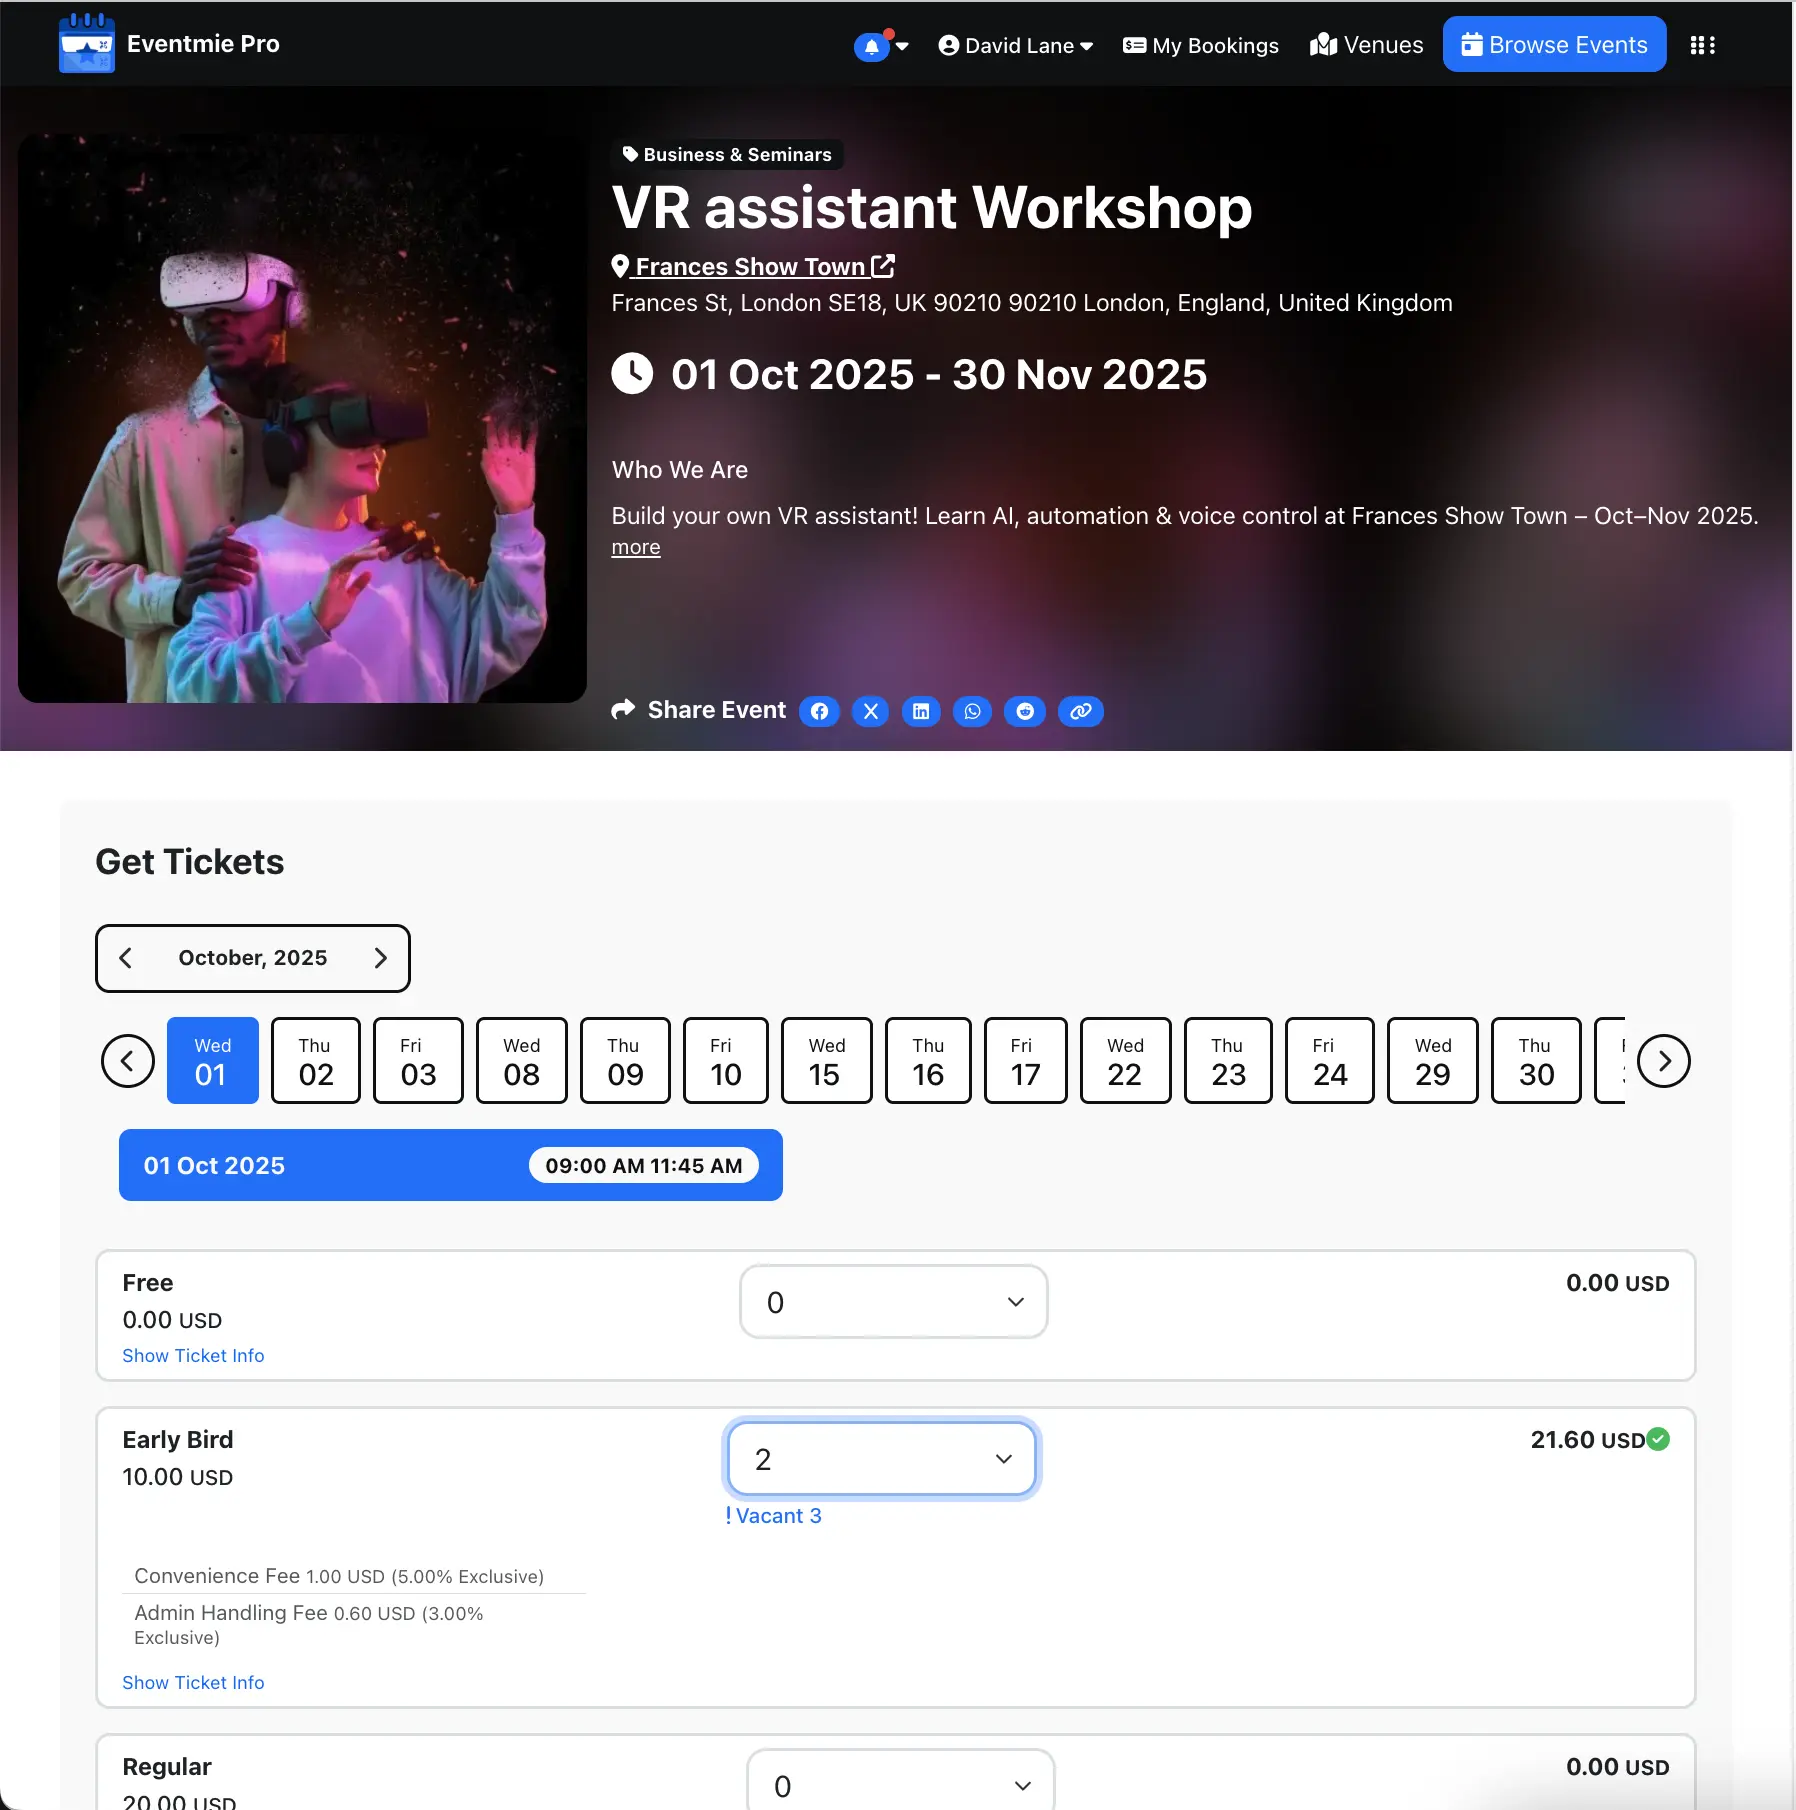 Eventmie Pro
David Lane
My Bookings
Venues
Browse Events
Business & Seminars
VR assistant Workshop
Frances Show Town
Frances St, London SE18, UK 90210 90210 London, England, United Kingdom
01 Oct 2025 - 30 Nov 2025
Who We Are
Build your own VR assistant! Learn AI, automation & voice control at Frances Show Town – Oct–Nov 2025.
more
Share Event
Get Tickets
October, 2025
Wed Thu Fri Wed Thu Fri Wed Thu Fri Wed Thu Fri Wed Thu
01 02 03 08 09 10 15 16 17 22 23 24 29 30
01 Oct 2025 09:00 AM 11:45 AM
Free 0 0.00 USD
0.00 USD
Show Ticket Info
Early Bird 2 21.60 USD
10.00 USD
! Vacant 3
Convenience Fee 1.00 USD (5.00% Exclusive)
Admin Handling Fee 0.60 USD (3.00%
Exclusive)
Show Ticket Info
Regular 0 0.00 USD
20.00 USD